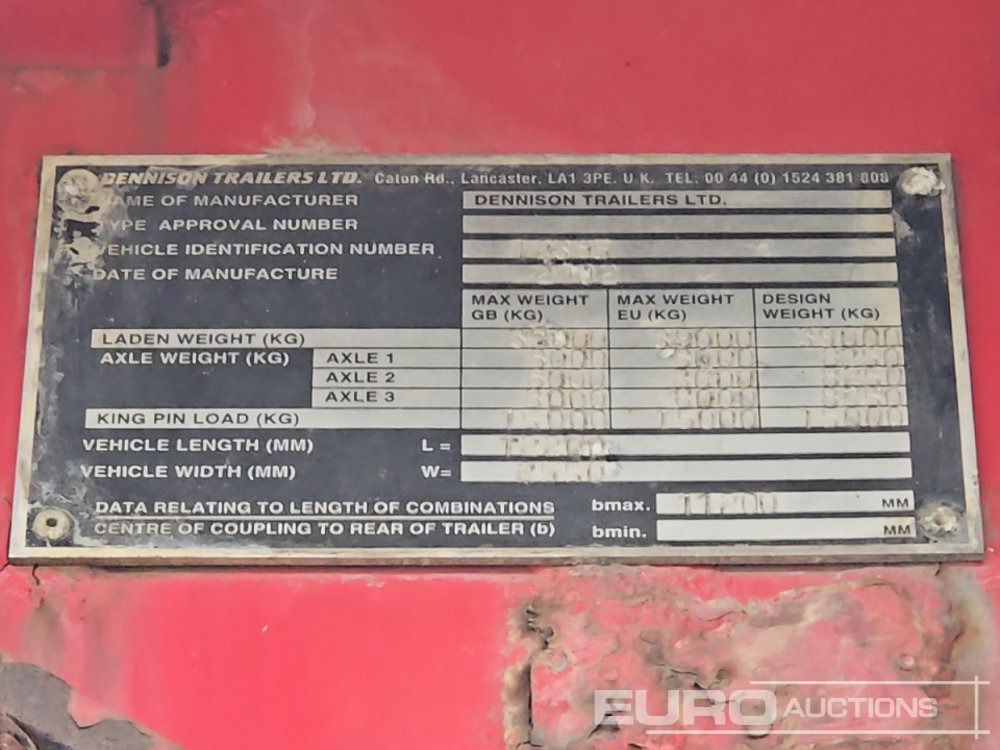 DENNISON TRAILERS LTD. Caton Rd., Lancaster, LA1 3PE. U.K. TEL. 00 44 (0) 1524 381 808
NAME OF MANUFACTURER DENNISON TRAILERS LTD.
TYPE APPROVAL NUMBER
VEHICLE IDENTIFICATION NUMBER
DATE OF MANUFACTURE
MAX WEIGHT GB (KG) MAX WEIGHT EU (KG) DESIGN WEIGHT (KG)
LADEN WEIGHT (KG) 39000 39000 39000
AXLE WEIGHT (KG) AXLE 1
AXLE 2
AXLE 3
KING PIN LOAD (KG)
VEHICLE LENGTH (MM) L =
VEHICLE WIDTH (MM) W=
DATA RELATING TO LENGTH OF COMBINATIONS bmax. MM
CENTRE OF COUPLING TO REAR OF TRAILER (b) bmin. MM
EURO AUCTIONS